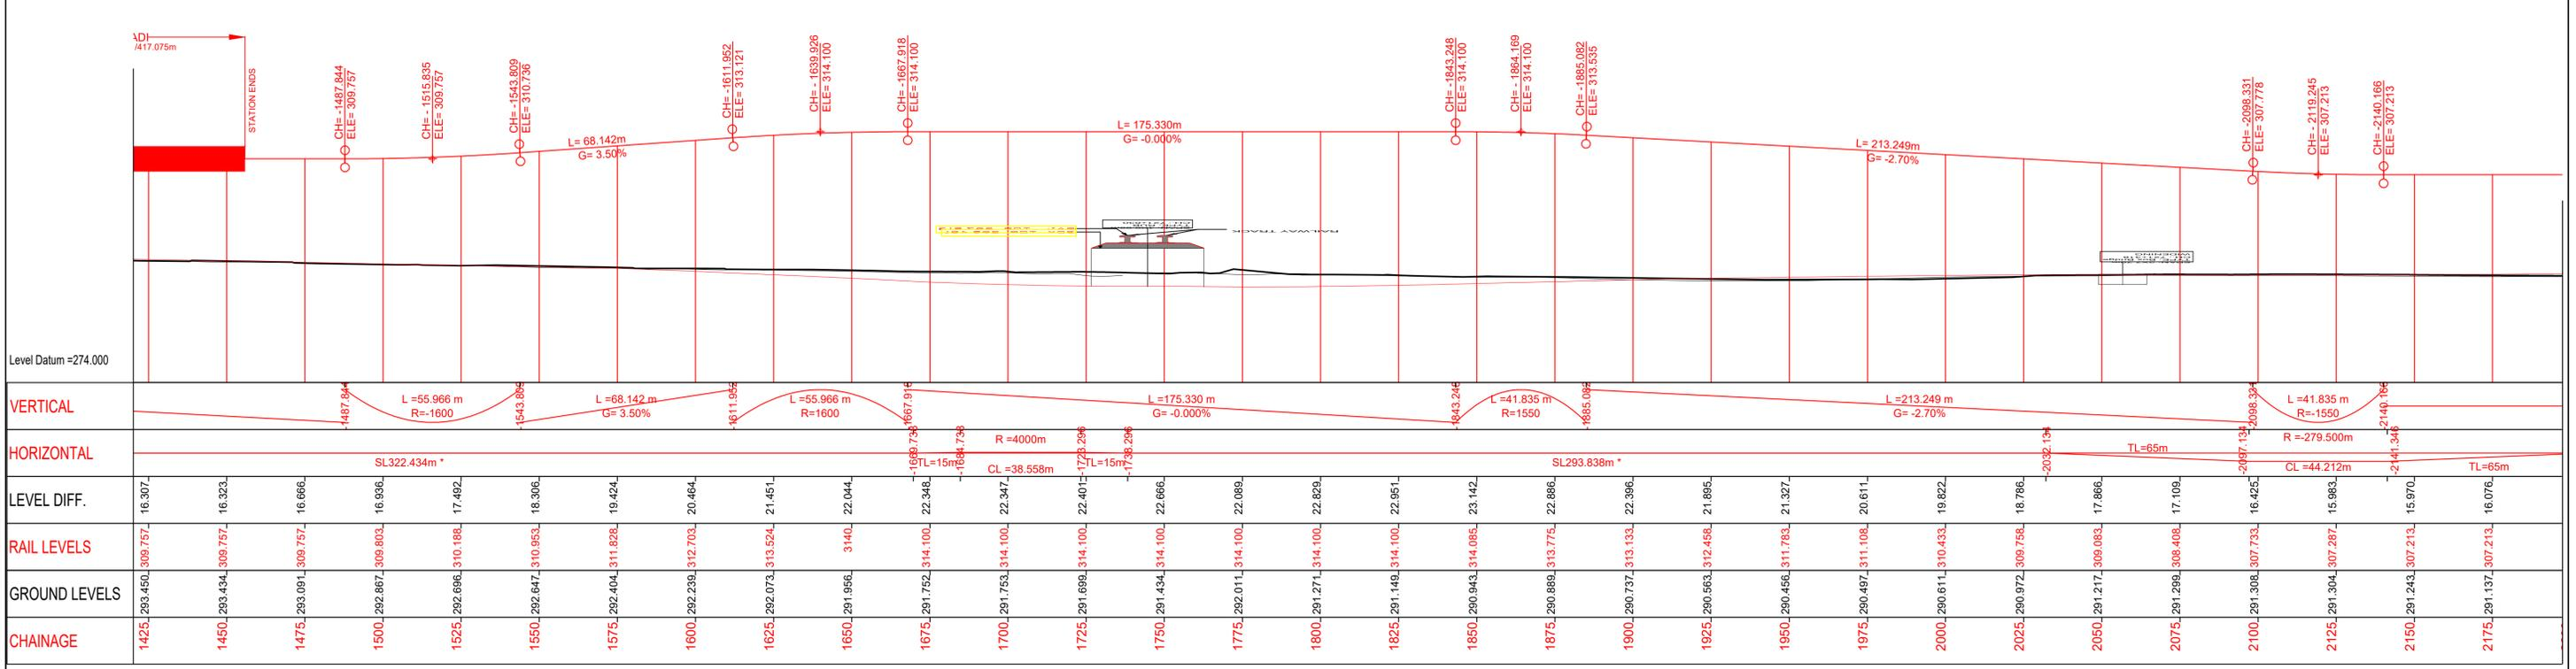 ADI
/417.075m
STATION ENDS
CH= -1487.844
ELE= 309.757
CH= - 1515.835
ELE= 309.757
CH= -1543.809
ELE= 310.736
L= 68.142m
G= 3.50%
CH= -1611.952
ELE= 313.121
CH= - 1639.926
ELE= 314.100
CH= -1667.918
ELE= 314.100
L= 175.330m
G= -0.000%
CH= -1843.248
ELE= 314.100
CH= -1864.169
ELE= 314.100
CH= -1885.082
ELE= 313.535
L= 213.249m
G= -2.70%
CH= -2098.331
ELE= 307.778
CH= - 2119.245
ELE= 307.213
CH= -2140.166
ELE= 307.213
RAILWAY TRACK
Level Datum =274.000
VERTICAL
-1487.844
L =55.966 m
R=-1600
-1543.809
L =68.142 m
G= 3.50%
-1611.952
L =55.966 m
R=1600
-1667.918
L =175.330 m
G= -0.000%
-1843.248
L =41.835 m
R=1550
-1885.082
L =213.249 m
G= -2.70%
-2098.331
L =41.835 m
R=-1550
-2140.166
HORIZONTAL
SL322.434m *
-1669.738
TL=15m
-1684.738
R =4000m
CL =38.558m
-1723.296
TL=15m
-1738.296
SL293.838m *
-2032.134
TL=65m
-2097.134
R =-279.500m
CL =44.212m
-2141.346
TL=65m
LEVEL DIFF. 16.307 16.323 16.666 16.936 17.492 18.306 19.424 20.464 21.451 22.044 22.348 22.347 22.401 22.666 22.089 22.829 22.951 23.142 22.886 22.396 21.895 21.327 20.611 19.822 18.786 17.866 17.109 16.425 15.983 15.970 16.076
RAIL LEVELS 309.757 309.757 309.757 309.803 310.188 310.953 311.828 312.703 313.524 3140 314.100 314.100 314.100 314.100 314.100 314.100 314.100 314.085 313.775 313.133 312.458 311.783 311.108 310.433 309.758 309.083 308.408 307.733 307.287 307.213 307.213
GROUND LEVELS 293.450 293.434 293.091 292.867 292.696 292.647 292.404 292.239 292.073 291.956 291.752 291.753 291.699 291.434 292.011 291.271 291.149 290.943 290.889 290.737 290.563 290.456 290.497 290.611 290.972 291.217 291.299 291.308 291.304 291.243 291.137
CHAINAGE 1425 1450 1475 1500 1525 1550 1575 1600 1625 1650 1675 1700 1725 1750 1775 1800 1825 1850 1875 1900 1925 1950 1975 2000 2025 2050 2075 2100 2125 2150 2175